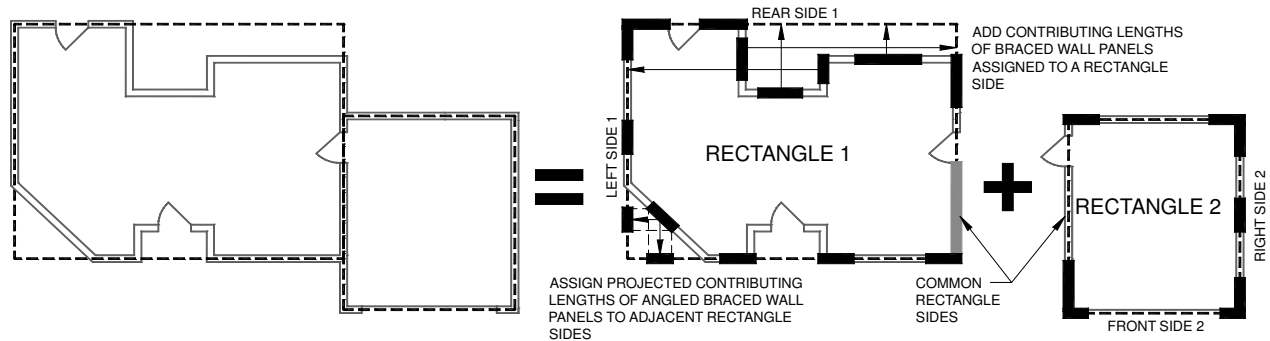 REAR SIDE 1
ADD CONTRIBUTING LENGTHS
OF BRACED WALL PANELS
ASSIGNED TO A RECTANGLE
SIDE
LEFT SIDE 1
RECTANGLE 1
RECTANGLE 2
RIGHT SIDE 2
ASSIGN PROJECTED CONTRIBUTING
LENGTHS OF ANGLED BRACED WALL
PANELS TO ADJACENT RECTANGLE
SIDES
COMMON
RECTANGLE
SIDES
FRONT SIDE 2